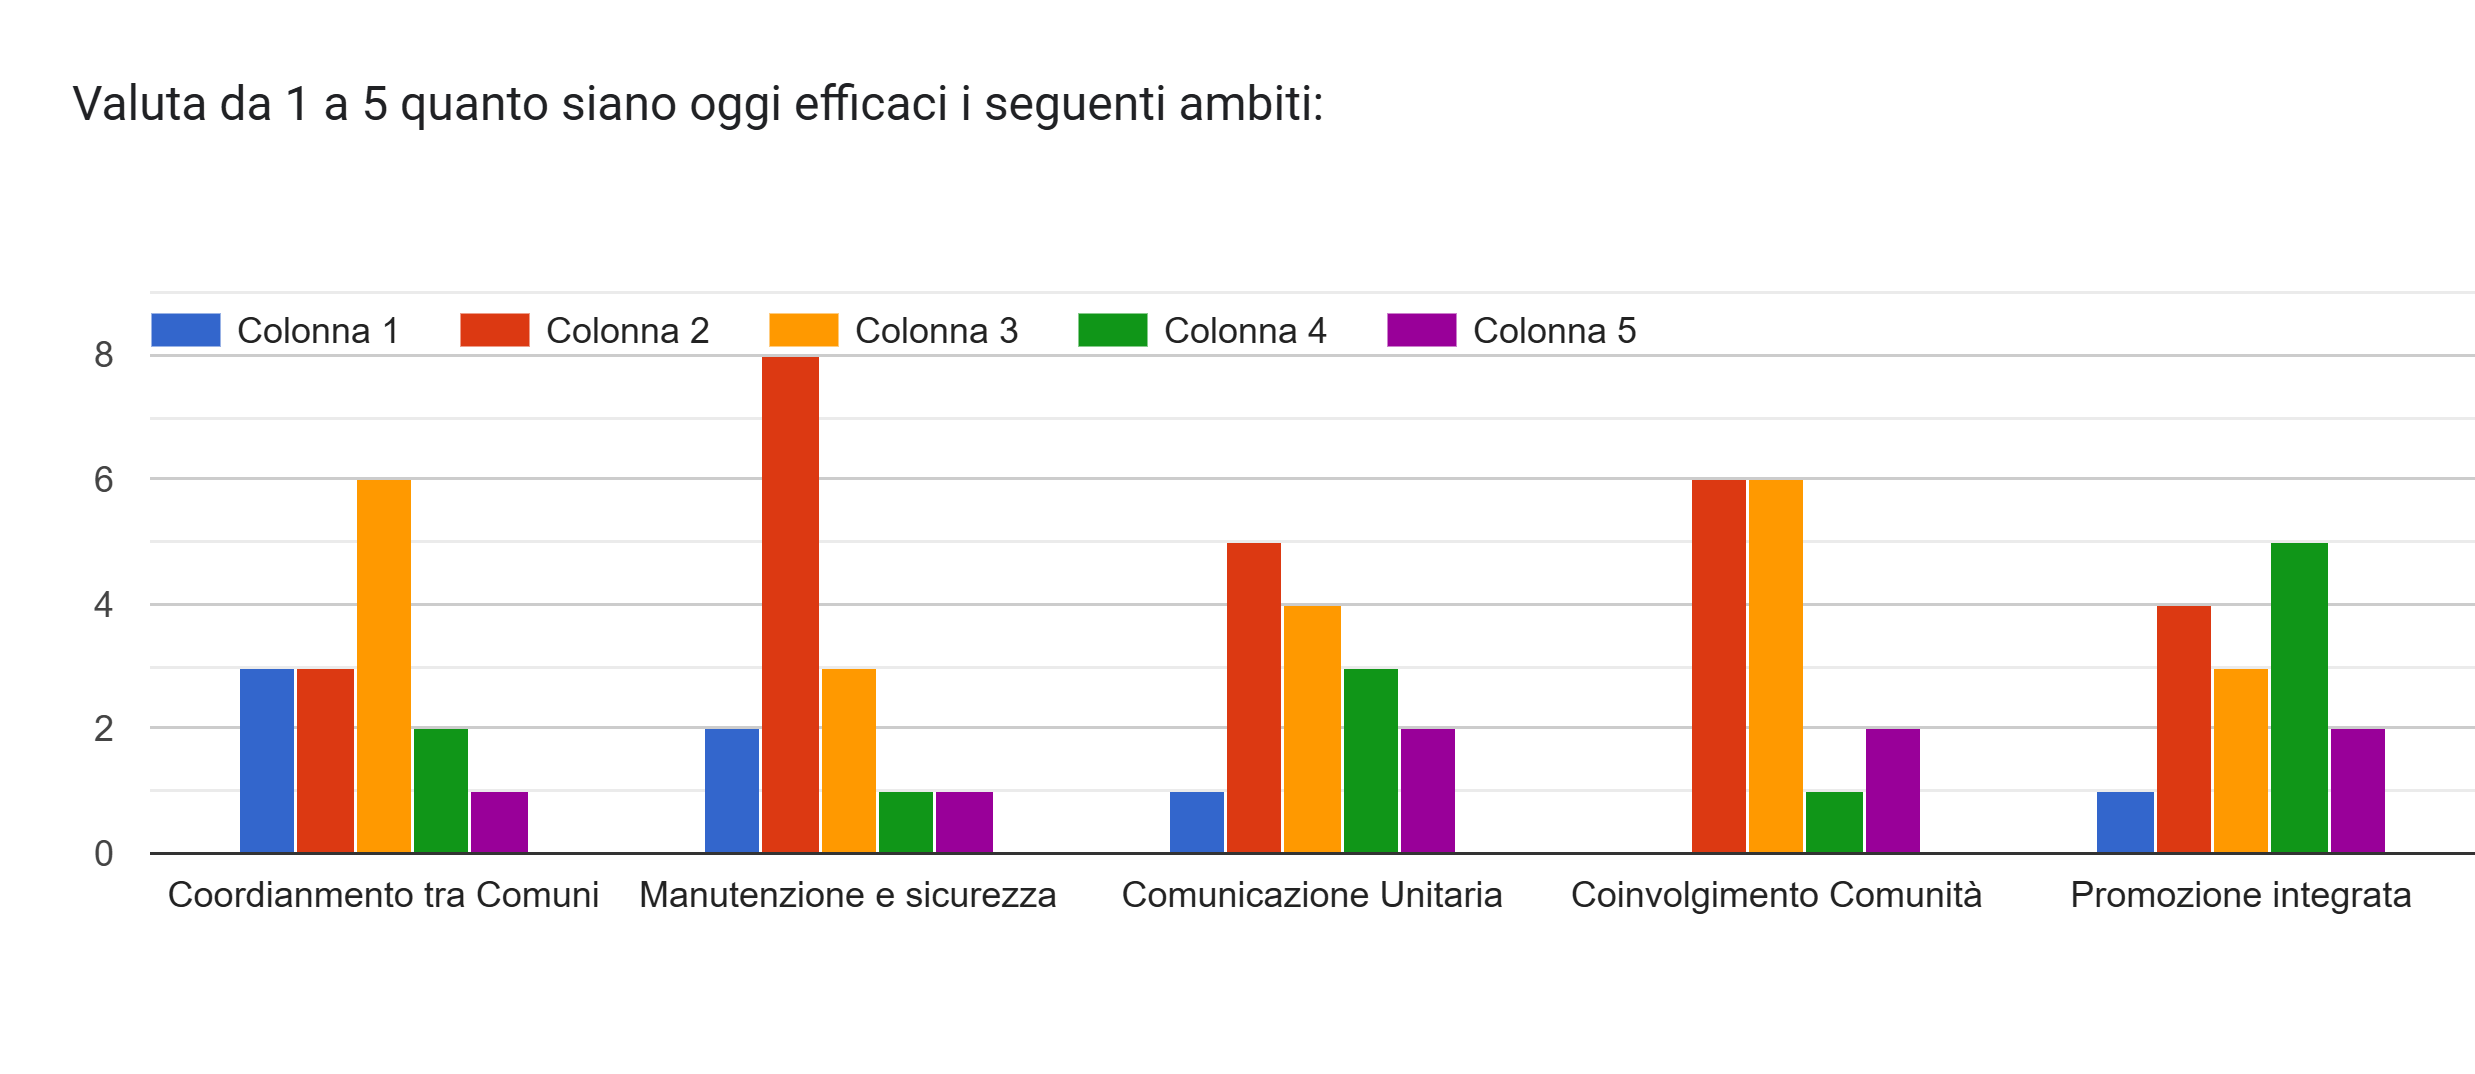 Valuta da 1 a 5 quanto siano oggi efficaci i seguenti ambiti:
Colonna 1 Colonna 2 Colonna 3 Colonna 4 Colonna 5
8
6
4
2
0
Coordianmento tra Comuni Manutenzione e sicurezza Comunicazione Unitaria Coinvolgimento Comunità Promozione integrata